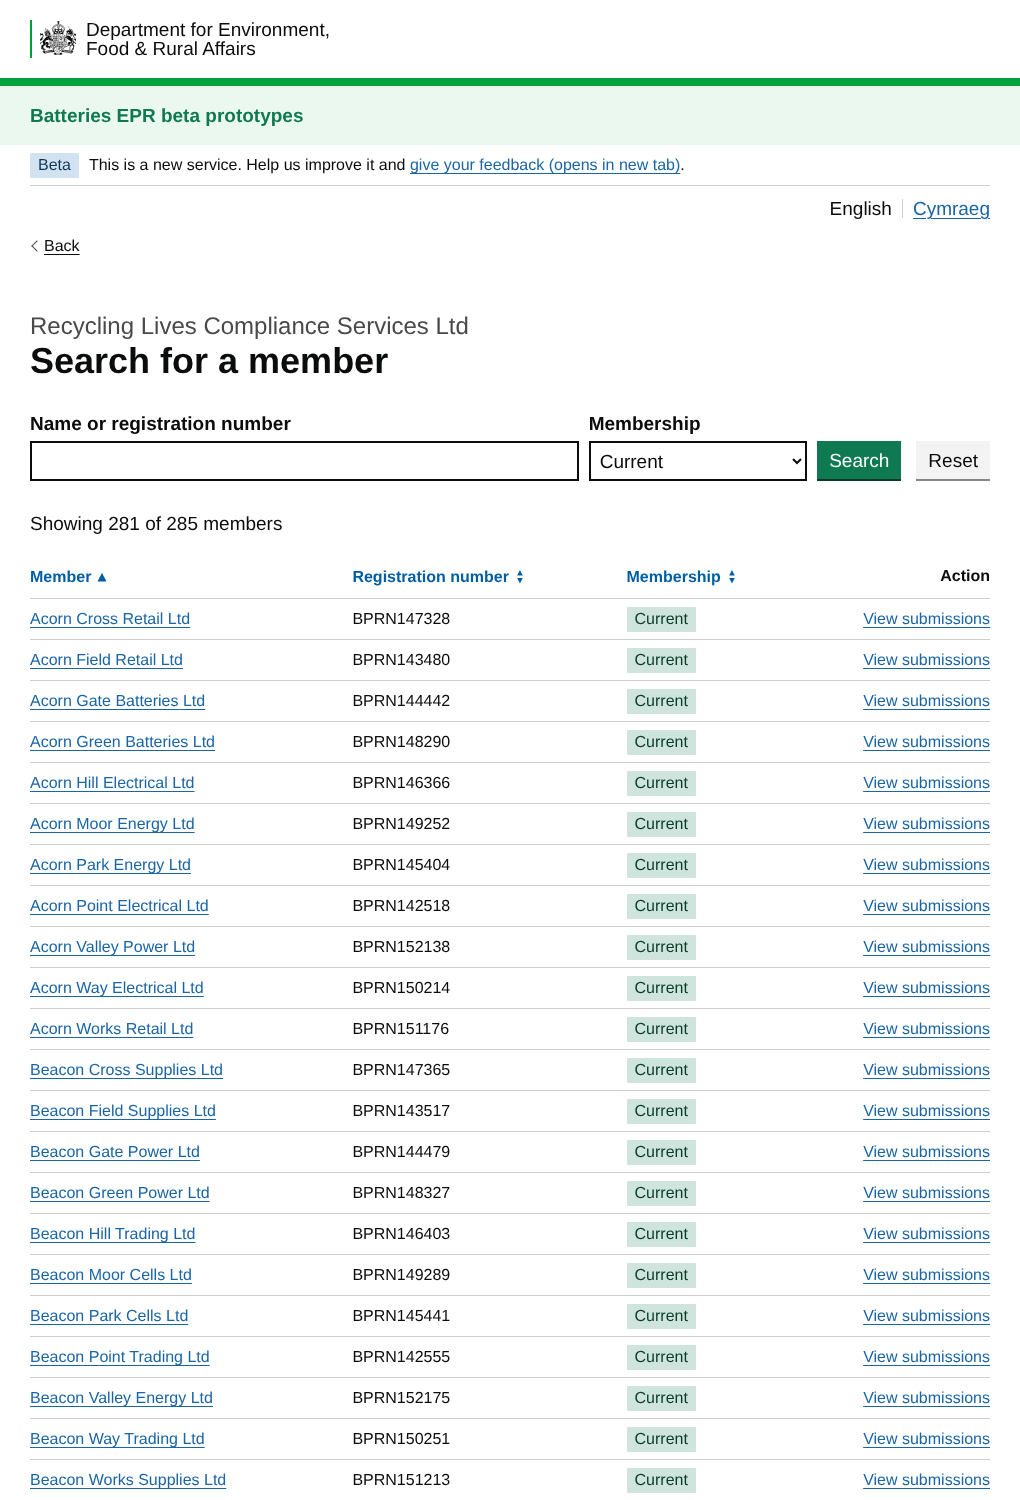 Department for Environment,
Food & Rural Affairs
Batteries EPR beta prototypes
Beta This is a new service. Help us improve it and give your feedback (opens in new tab).
English Cymraeg
Back
Recycling Lives Compliance Services Ltd
Search for a member
Name or registration number Membership
Current Search Reset
Showing 281 of 285 members
Member Registration number Membership Action
Acorn Cross Retail Ltd BPRN147328 Current View submissions
Acorn Field Retail Ltd BPRN143480 Current View submissions
Acorn Gate Batteries Ltd BPRN144442 Current View submissions
Acorn Green Batteries Ltd BPRN148290 Current View submissions
Acorn Hill Electrical Ltd BPRN146366 Current View submissions
Acorn Moor Energy Ltd BPRN149252 Current View submissions
Acorn Park Energy Ltd BPRN145404 Current View submissions
Acorn Point Electrical Ltd BPRN142518 Current View submissions
Acorn Valley Power Ltd BPRN152138 Current View submissions
Acorn Way Electrical Ltd BPRN150214 Current View submissions
Acorn Works Retail Ltd BPRN151176 Current View submissions
Beacon Cross Supplies Ltd BPRN147365 Current View submissions
Beacon Field Supplies Ltd BPRN143517 Current View submissions
Beacon Gate Power Ltd BPRN144479 Current View submissions
Beacon Green Power Ltd BPRN148327 Current View submissions
Beacon Hill Trading Ltd BPRN146403 Current View submissions
Beacon Moor Cells Ltd BPRN149289 Current View submissions
Beacon Park Cells Ltd BPRN145441 Current View submissions
Beacon Point Trading Ltd BPRN142555 Current View submissions
Beacon Valley Energy Ltd BPRN152175 Current View submissions
Beacon Way Trading Ltd BPRN150251 Current View submissions
Beacon Works Supplies Ltd BPRN151213 Current View submissions